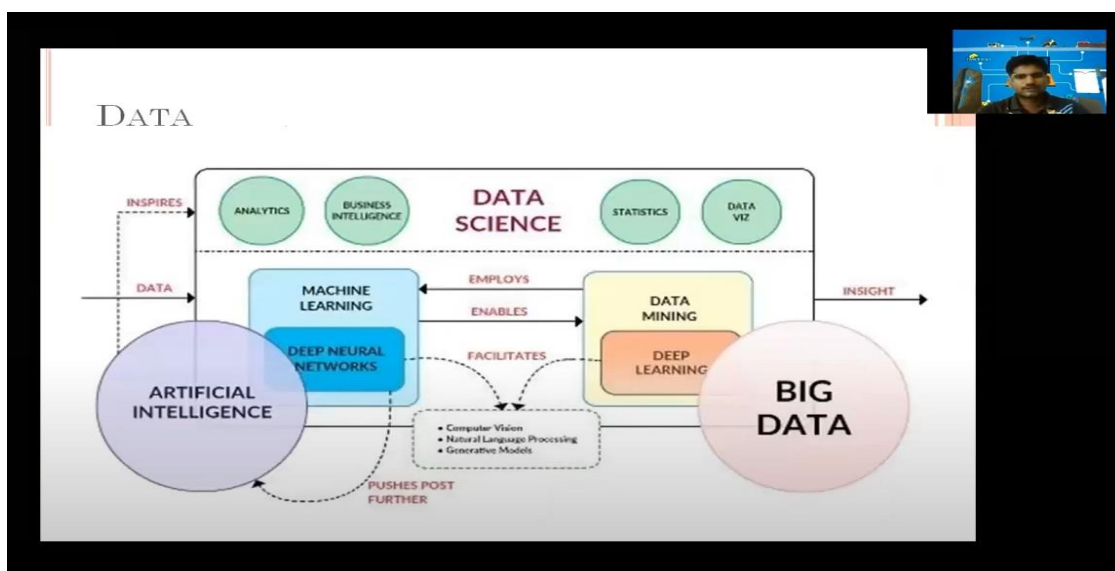 DATA
INSPIRES
ANALYTICS
BUSINESS
INTELLIGENCE
DATA
SCIENCE
STATISTICS
DATA
VIZ
DATA
MACHINE
LEARNING
EMPLOYS
ENABLES
DATA
MINING
INSIGHT
DEEP NEURAL
NETWORKS
FACILITATES
DEEP
LEARNING
ARTIFICIAL
INTELLIGENCE
• Computer Vision
• Natural Language Processing
• Generative Models
BIG
DATA
PUSHES POST
FURTHER